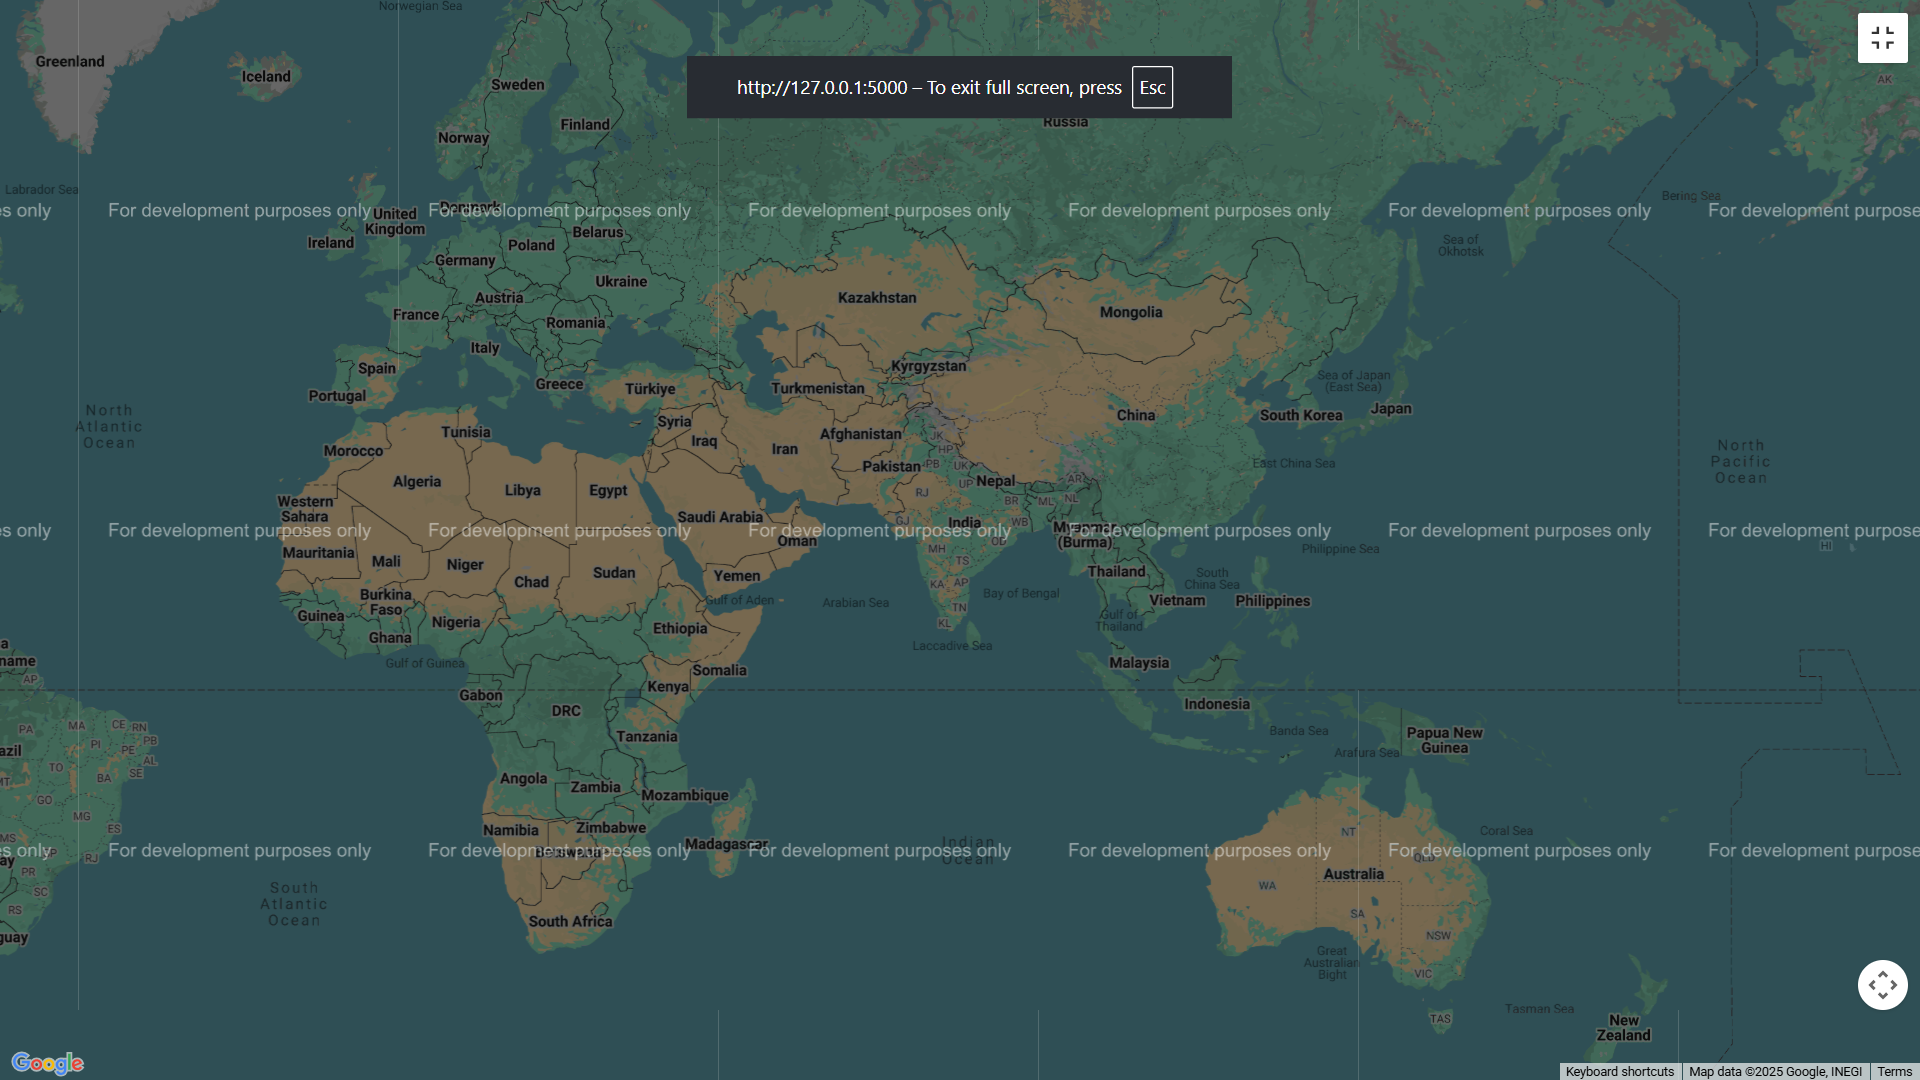 Norwegian Sea
Greenland
Iceland
Sweden
http://127.0.0.1:5000 – To exit full screen, press Esc
AK
Finland
Norway
Russia
Labrador Sea
Bering Sea
es only
For development purposes only
For development purposes only
For development purposes only
For development purposes only
For development purposes only
For development purpose
Denmark
United
Kingdom
Ireland
Belarus
Poland
Germany
Sea of
Okhotsk
Ukraine
Austria
Kazakhstan
Mongolia
France
Romania
Italy
Spain
Kyrgyzstan
Greece
Türkiye
Turkmenistan
Sea of Japan
(East Sea)
Portugal
North
Atlantic
Ocean
Syria
China
South Korea
Japan
Tunisia
Iraq
Afghanistan
JK
Morocco
Iran
HP
North
Pacific
Ocean
Pakistan
PB
UK
East China Sea
Algeria
Libya
Egypt
RJ
UP
Nepal
AR
Western
Sahara
BR
ML
NL
Saudi Arabia
GJ
India
WB
Myanmar
(Burma)
es only
For development purposes only
For development purposes only
For development purposes only
For development purposes only
For development purposes only
For development purpose
Oman
OD
HI
Mauritania
Mali
Niger
Chad
Sudan
Yemen
MH
TS
Philippine Sea
Thailand
South
China Sea
Burkina
Faso
Gulf of Aden
Arabian Sea
KA
AP
Bay of Bengal
Vietnam
Philippines
Guinea
Nigeria
TN
Gulf of
Thailand
Ghana
Ethiopia
KL
Laccadive Sea
a
name
Gulf of Guinea
Somalia
Malaysia
AP
Gabon
Kenya
Indonesia
DRC
PA
MA
CE
RN
Tanzania
Banda Sea
Papua New
Guinea
azil
PI
PE
PB
Arafura Sea
TO
BA
AL
SE
MT
Angola
Zambia
Mozambique
GO
MG
ES
Namibia
Zimbabwe
Madagascar
Indian
Ocean
NT
Coral Sea
MS
Botswana
es only
For development purposes only
For development purposes only
For development purposes only
For development purposes only
For development purposes only
For development purpose
QLD
SP
RJ
ay
PR
Australia
SC
South
Atlantic
Ocean
WA
RS
South Africa
SA
guay
NSW
Great
Australian
Bight
VIC
Tasman Sea
TAS
New
Zealand
Google
Keyboard shortcuts
Map data ©2025 Google, INEGI
Terms